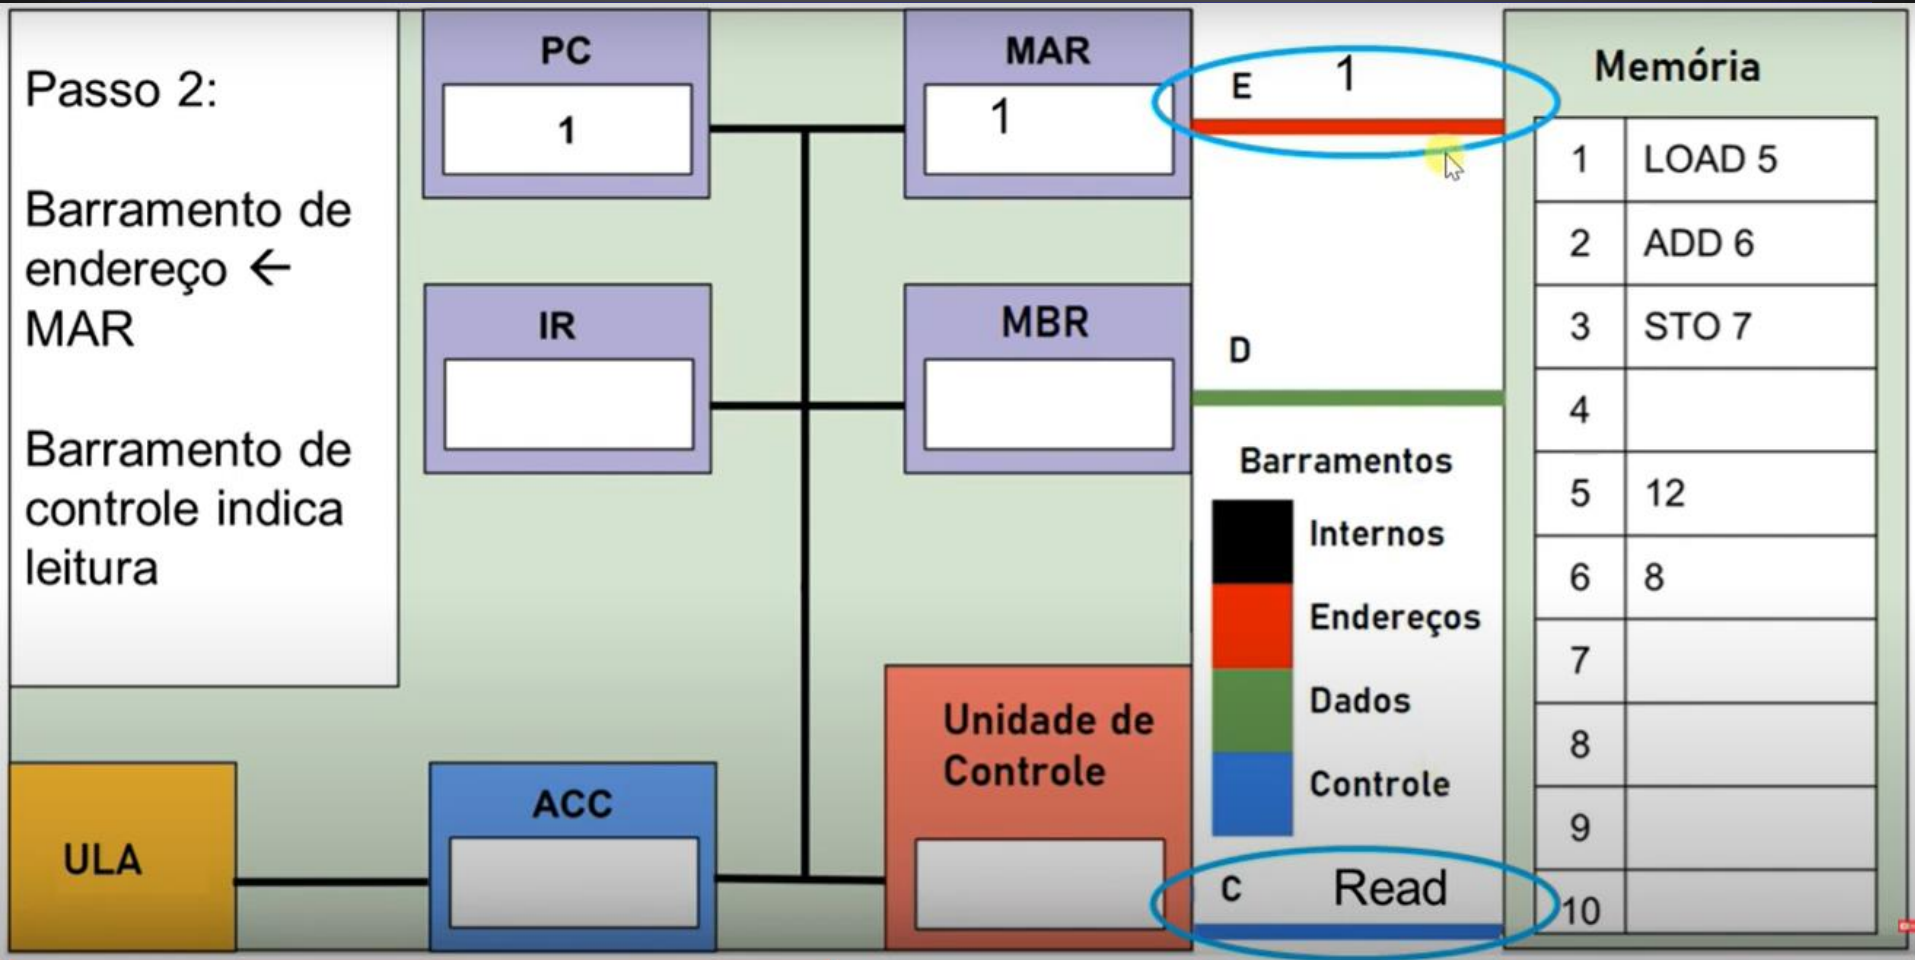 Passo 2:
Barramento de
endereço ←
MAR
Barramento de
controle indica
leitura
PC
1
MAR
1
IR
MBR
ULA
ACC
Unidade de
Controle
E 1
D
Barramentos
Internos
Endereços
Dados
Controle
C Read
Memória
1 LOAD 5
2 ADD 6
3 STO 7
4
5 12
6 8
7
8
9
10